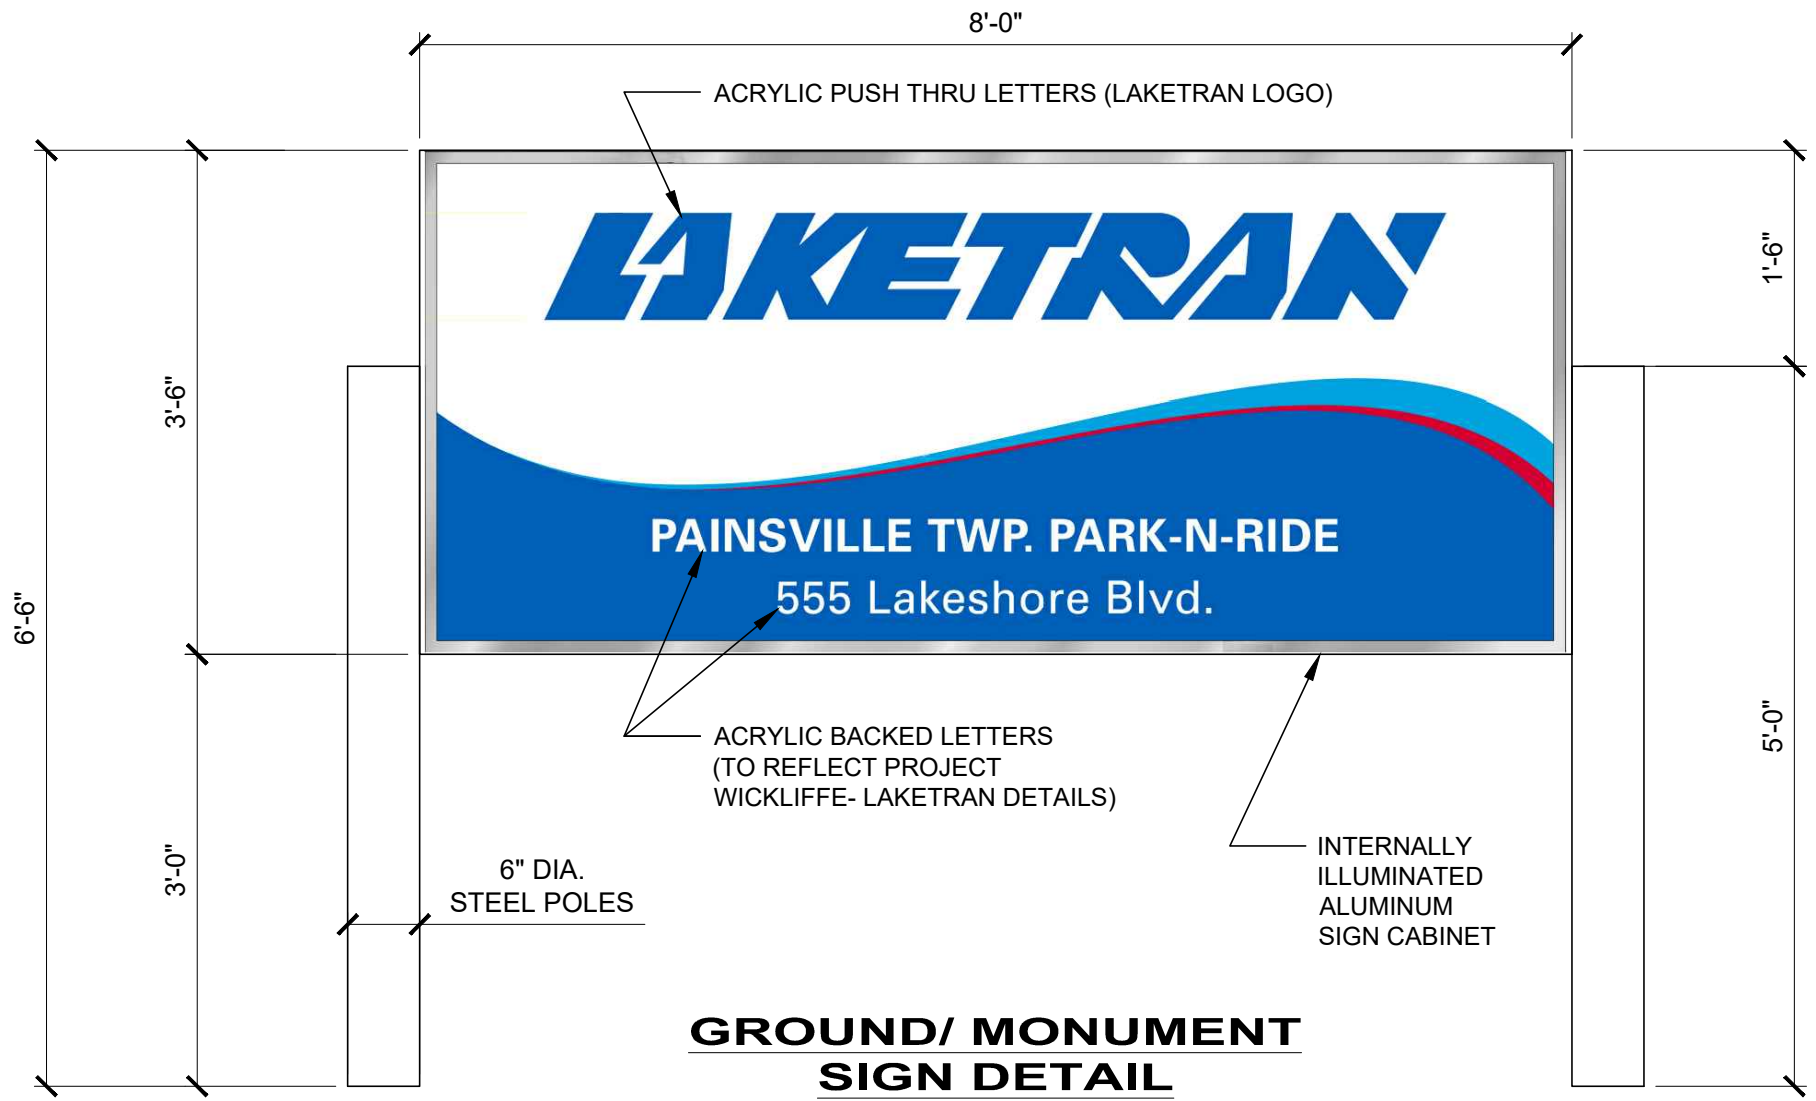 8'-0"
ACRYLIC PUSH THRU LETTERS (LAKETRAN LOGO)
LAKETRAN
1'-6"
3'-6"
PAINSVILLE TWP. PARK-N-RIDE
555 Lakeshore Blvd.
6'-6"
5'-0"
ACRYLIC BACKED LETTERS
(TO REFLECT PROJECT
WICKLIFFE- LAKETRAN DETAILS)
3'-0"
6" DIA.
STEEL POLES
INTERNALLY
ILLUMINATED
ALUMINUM
SIGN CABINET
GROUND/ MONUMENT
SIGN DETAIL